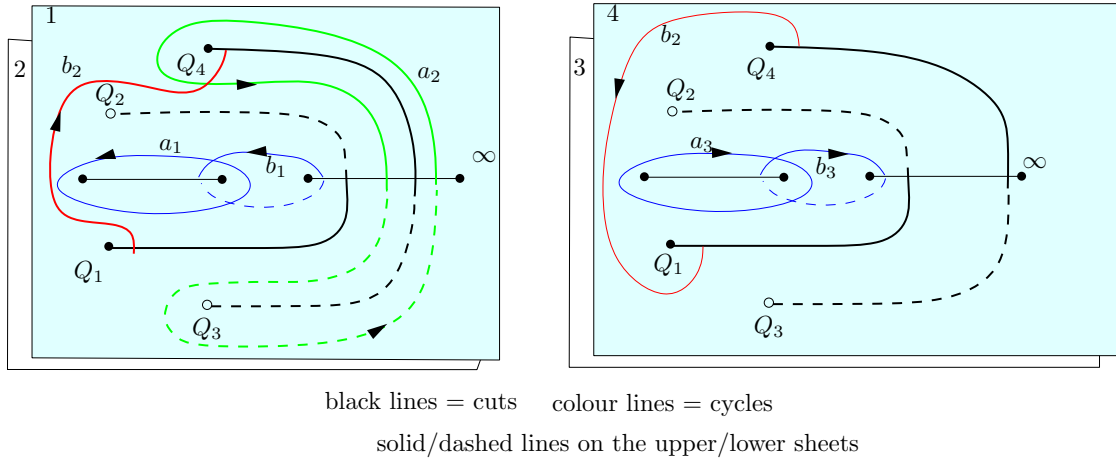 1
2
b₂
Q₄
a₂
Q₂
a₁
b₁
∞
Q₁
Q₃
4
3
b₂
Q₄
Q₂
a₃
b₃
∞
Q₁
Q₃
black lines = cuts colour lines = cycles
solid/dashed lines on the upper/lower sheets